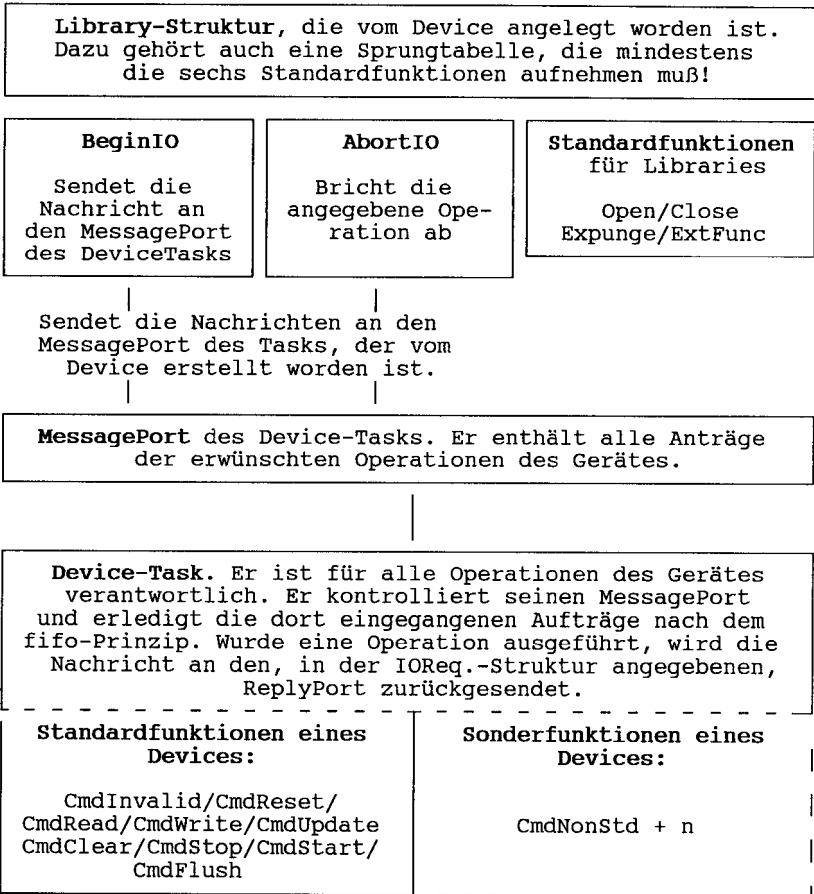 Library-Struktur, die vom Device angelegt worden ist.
Dazu gehört auch eine Sprungtabelle, die mindestens
die sechs Standardfunktionen aufnehmen muß!
BeginIO
Sendet die
Nachricht an
den MessagePort
des DeviceTasks
AbortIO
Bricht die
angegebene Ope-
ration ab
Standardfunktionen
für Libraries
Open/Close
Expunge/ExtFunc
Sendet die Nachrichten an den
MessagePort des Tasks, der vom
Device erstellt worden ist.
MessagePort des Device-Tasks. Er enthält alle Anträge
der erwünschten Operationen des Gerätes.
Device-Task. Er ist für alle Operationen des Gerätes
verantwortlich. Er kontrolliert seinen MessagePort
und erledigt die dort eingegangenen Aufträge nach dem
fifo-Prinzip. Wurde eine Operation ausgeführt, wird die
Nachricht an den, in der IOReq.-Struktur angegebenen,
ReplyPort zurückgesendet.
Standardfunktionen eines
Devices:
CmdInvalid/CmdReset/
CmdRead/CmdWrite/CmdUpdate
CmdClear/CmdStop/CmdStart/
CmdFlush
Sonderfunktionen eines
Devices:
CmdNonStd + n